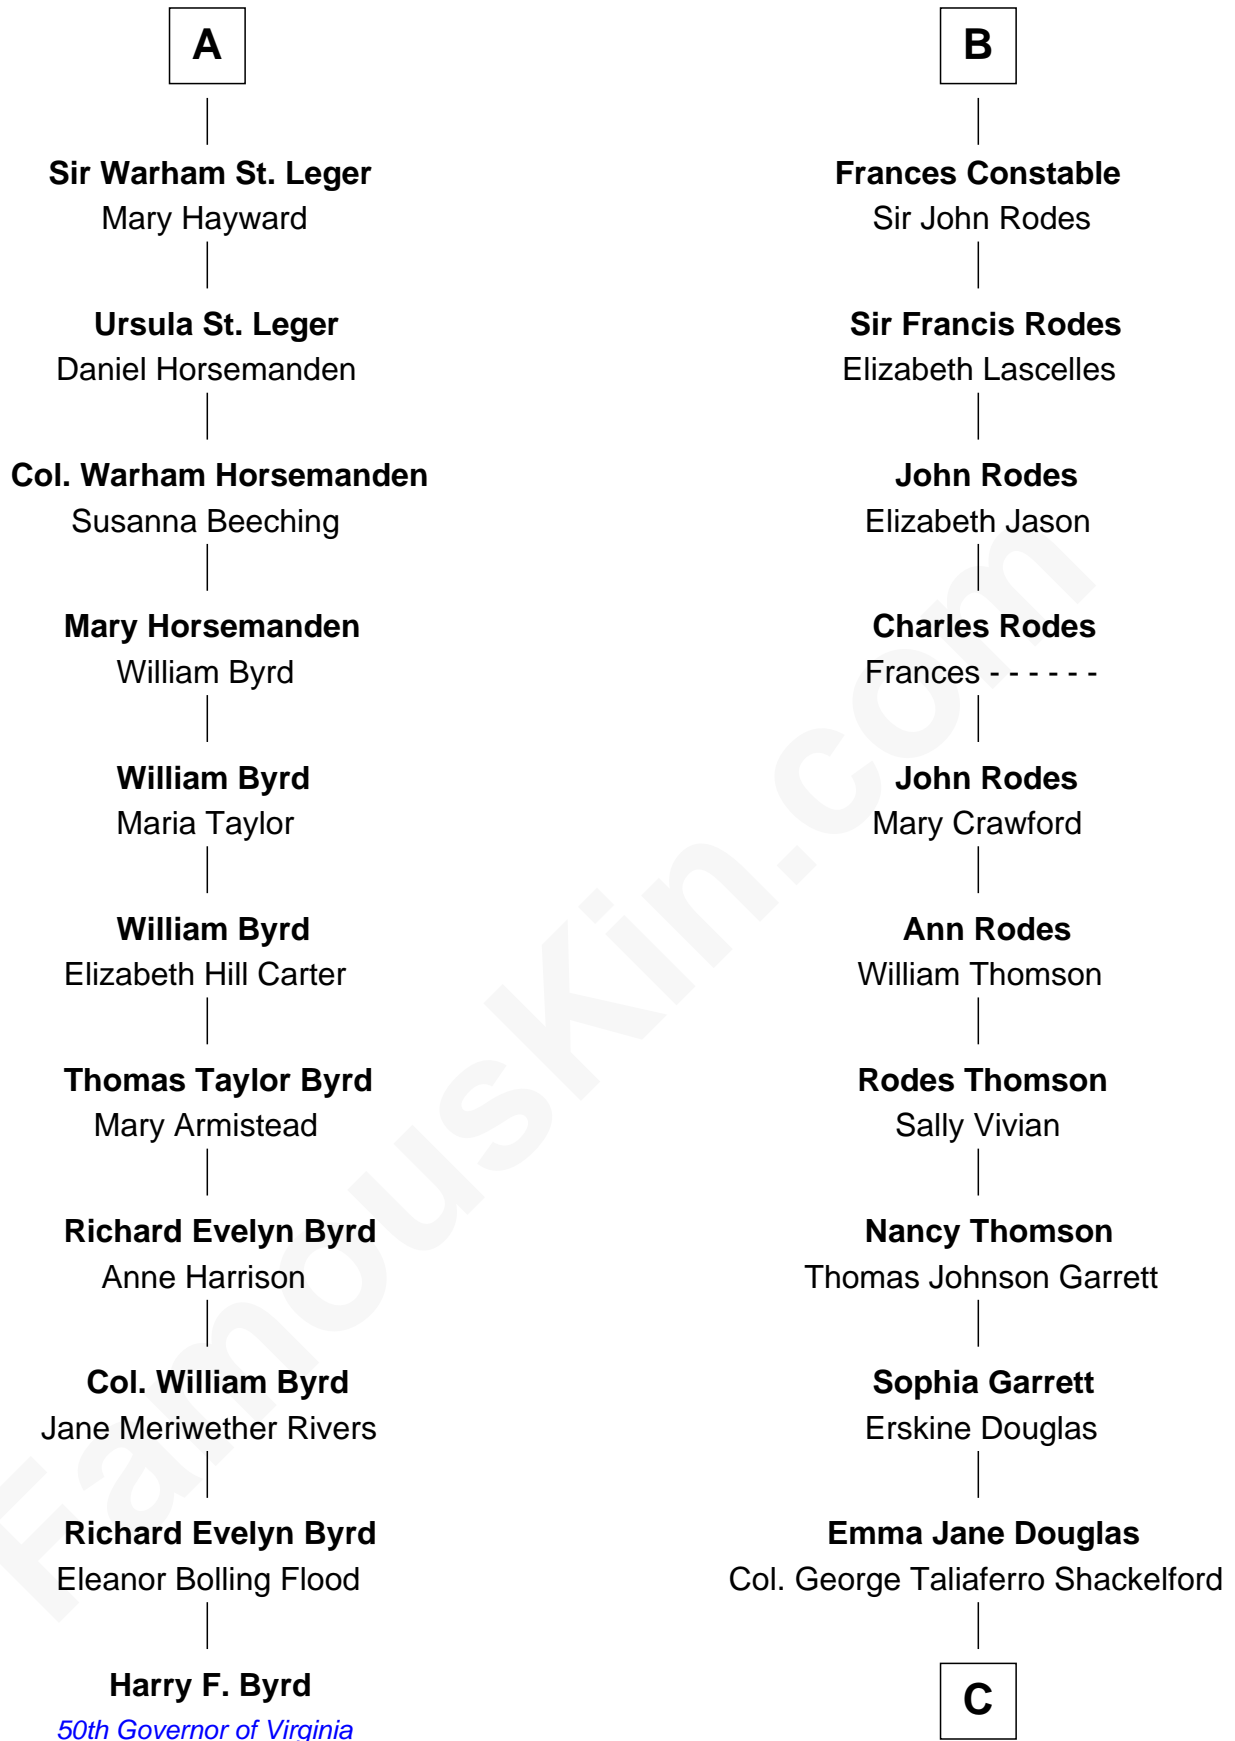 A
Sir Warham St. Leger
Mary Hayward
Ursula St. Leger
Daniel Horsemanden
Col. Warham Horsemanden
Susanna Beeching
Mary Horsemanden
William Byrd
William Byrd
Maria Taylor
William Byrd
Elizabeth Hill Carter
Thomas Taylor Byrd
Mary Armistead
Richard Evelyn Byrd
Anne Harrison
Col. William Byrd
Jane Meriwether Rivers
Richard Evelyn Byrd
Eleanor Bolling Flood
Harry F. Byrd
50th Governor of Virginia
B
Frances Constable
Sir John Rodes
Sir Francis Rodes
Elizabeth Lascelles
John Rodes
Elizabeth Jason
Charles Rodes
Frances - - - - - -
John Rodes
Mary Crawford
Ann Rodes
William Thomson
Rodes Thomson
Sally Vivian
Nancy Thomson
Thomas Johnson Garrett
Sophia Garrett
Erskine Douglas
Emma Jane Douglas
Col. George Taliaferro Shackelford
C
FamousKin.com